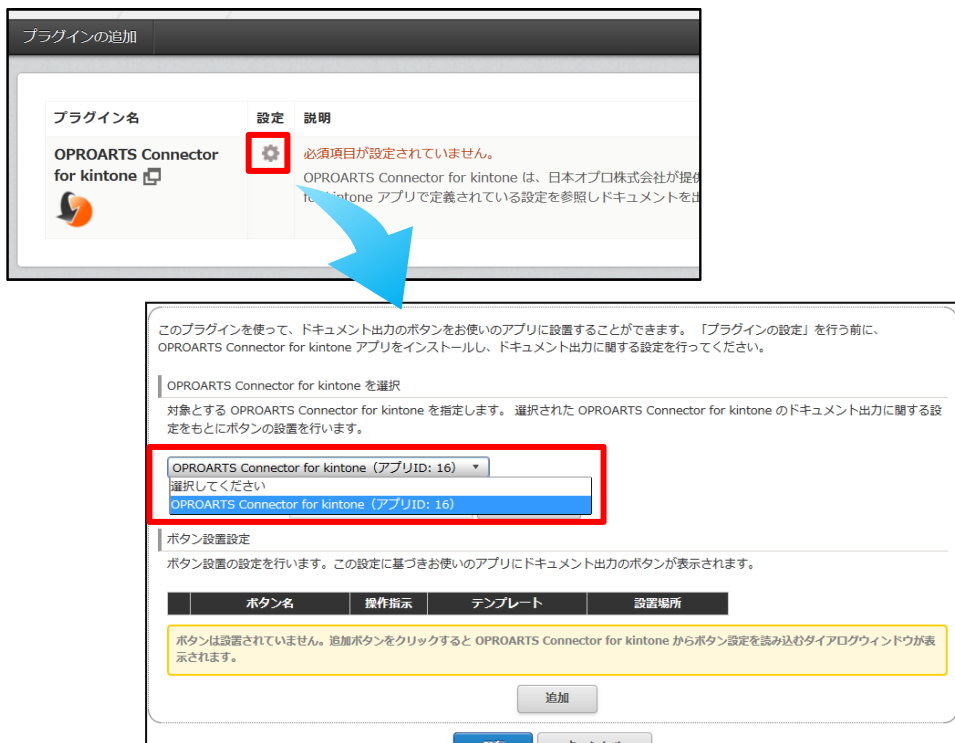 プラグインの追加
プラグイン名 設定 説明
OPROARTS Connector
for kintone
必須項目が設定されていません。
OPROARTS Connector for kintone は、日本オプロ株式会社が提供
for kintone アプリで定義されている設定を参照しドキュメントを出
このプラグインを使って、ドキュメント出力のボタンをお使いのアプリに設置することができます。 「プラグインの設定」を行う前に、
OPROARTS Connector for kintone アプリをインストールし、ドキュメント出力に関する設定を行ってください。
OPROARTS Connector for kintone を選択
対象とする OPROARTS Connector for kintone を指定します。 選択された OPROARTS Connector for kintone のドキュメント出力に関する設
定をもとにボタンの設置を行います。
OPROARTS Connector for kintone（アプリID: 16）
選択してください
OPROARTS Connector for kintone（アプリID: 16）
ボタン設置設定
ボタン設置の設定を行います。この設定に基づきお使いのアプリにドキュメント出力のボタンが表示されます。
ボタン名 操作指示 テンプレート 設置場所
ボタンは設置されていません。追加ボタンをクリックすると OPROARTS Connector for kintone からボタン設定を読み込むダイアログウィンドウが表
示されます。
追加